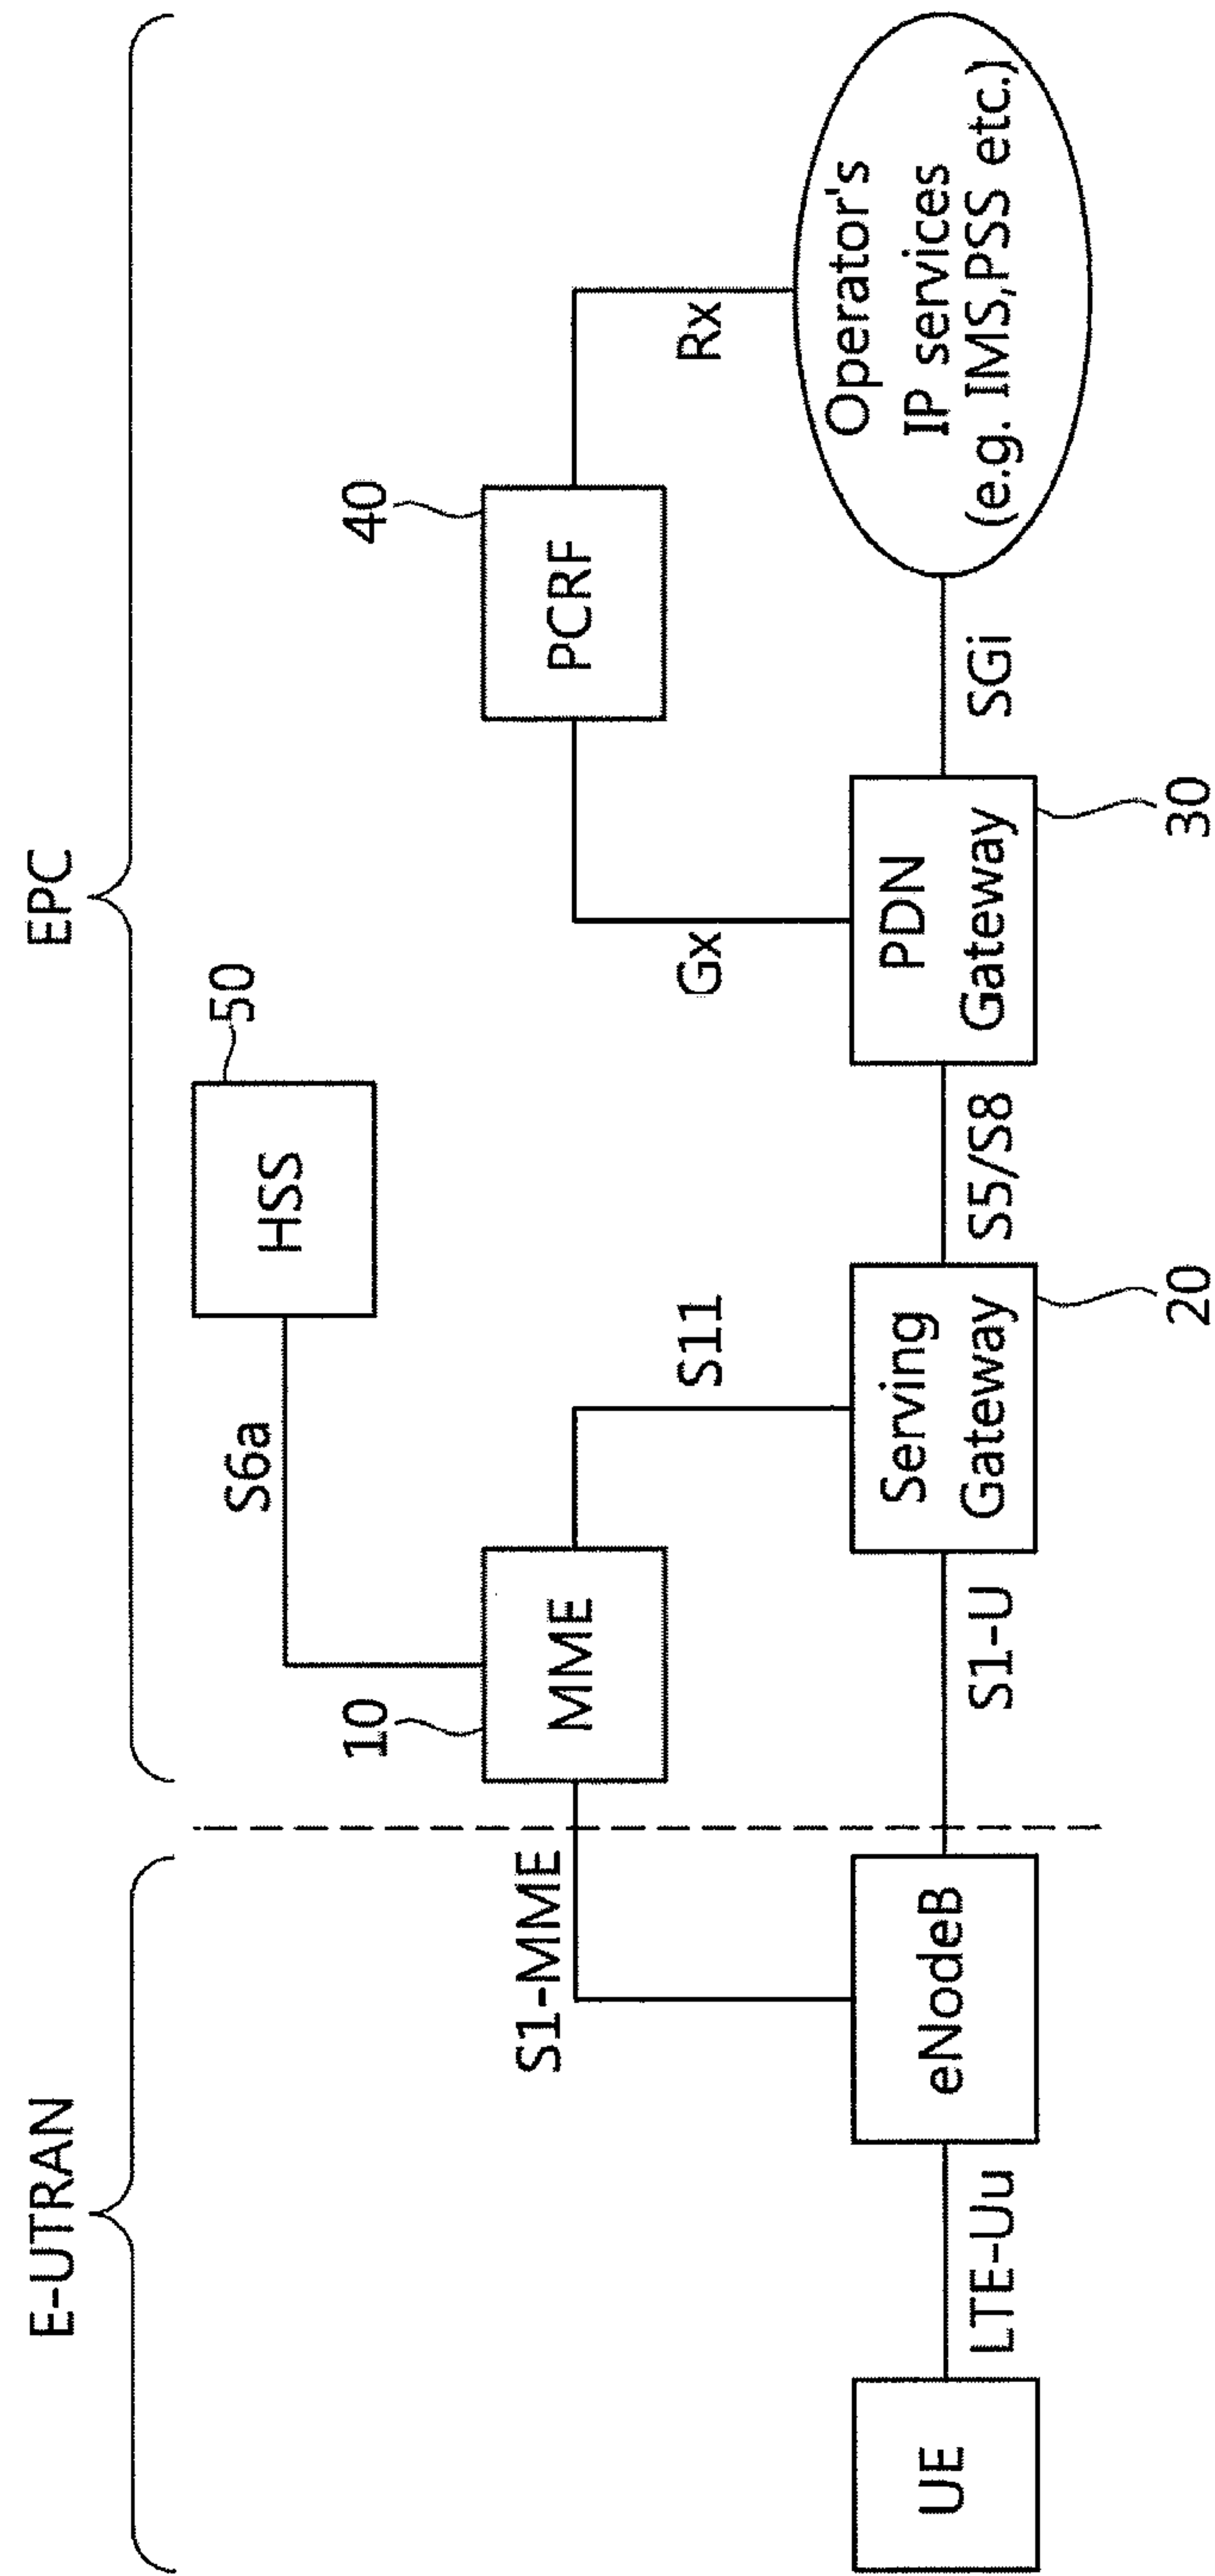 E-UTRAN
EPC
HSS
50
S6a
10
MME
S1-MME
S11
40
PCRF
Gx
Rx
UE
LTE-Uu
eNodeB
S1-U
Serving
Gateway
20
S5/S8
PDN
Gateway
30
SGi
Operator's
IP services
(e.g. IMS,PSS etc.)